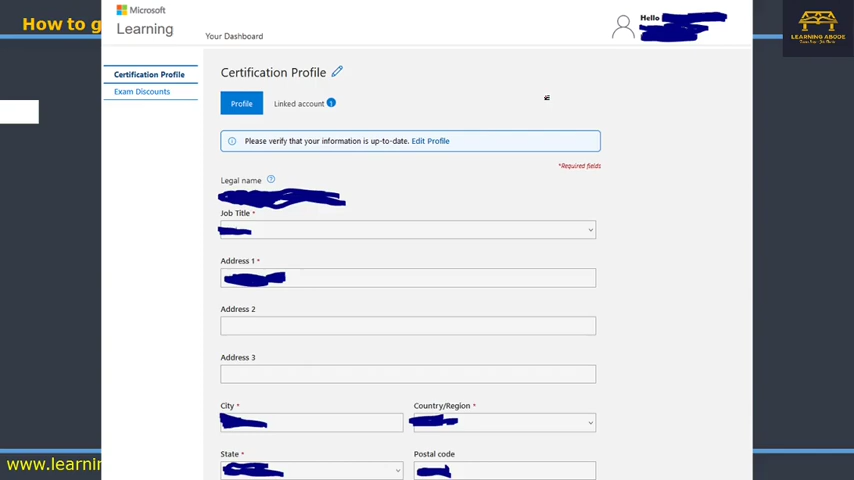 How to g
Microsoft
Learning
Your Dashboard
Hello
LEARNING ABODE
Certification Profile
Exam Discounts
Certification Profile
Profile
Linked account 1
Please verify that your information is up-to-date. Edit Profile
*Required fields
Legal name ?
Job Title *
Address 1 *
Address 2
Address 3
City *
Country/Region *
State *
Postal code
www.learnin